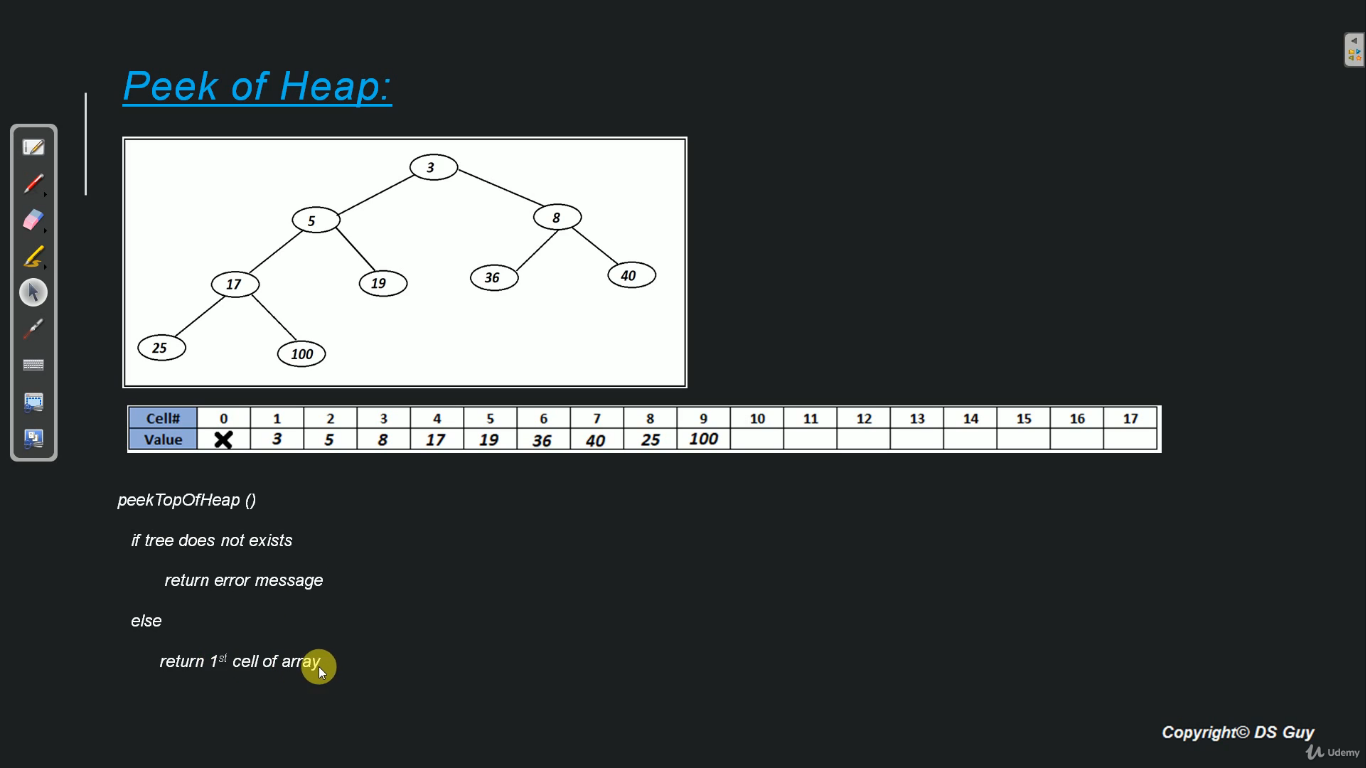 Peek of Heap:
3
5
8
17
19
36
40
25
100
Cell# 0 1 2 3 4 5 6 7 8 9 10 11 12 13 14 15 16 17
Value X 3 5 8 17 19 36 40 25 100
peekTopOfHeap ()
if tree does not exists
return error message
else
return 1st cell of array
Copyright© DS Guy
Udemy